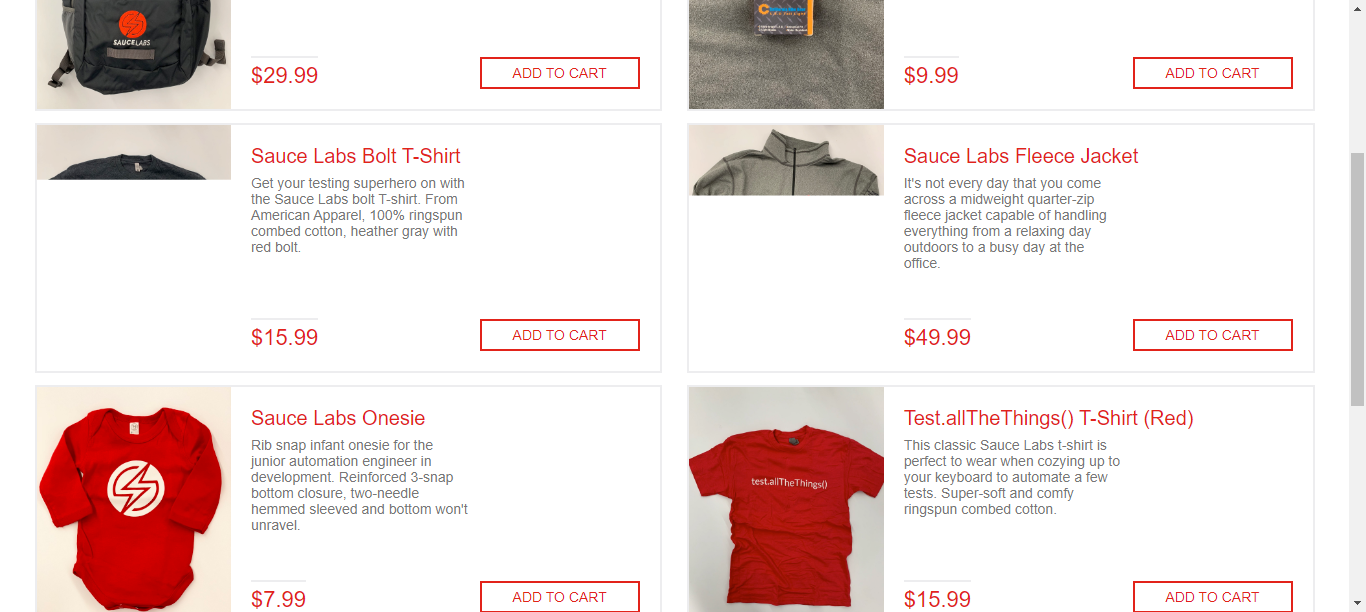 SAUCELABS
$29.99
ADD TO CART
$9.99
ADD TO CART
Sauce Labs Bolt T-Shirt
Get your testing superhero on with
the Sauce Labs bolt T-shirt. From
American Apparel, 100% ringspun
combed cotton, heather gray with
red bolt.
$15.99
ADD TO CART
Sauce Labs Fleece Jacket
It's not every day that you come
across a midweight quarter-zip
fleece jacket capable of handling
everything from a relaxing day
outdoors to a busy day at the
office.
$49.99
ADD TO CART
Sauce Labs Onesie
Rib snap infant onesie for the
junior automation engineer in
development. Reinforced 3-snap
bottom closure, two-needle
hemmed sleeved and bottom won't
unravel.
$7.99
ADD TO CART
test.allTheThings()
Test.allTheThings() T-Shirt (Red)
This classic Sauce Labs t-shirt is
perfect to wear when cozying up to
your keyboard to automate a few
tests. Super-soft and comfy
ringspun combed cotton.
$15.99
ADD TO CART